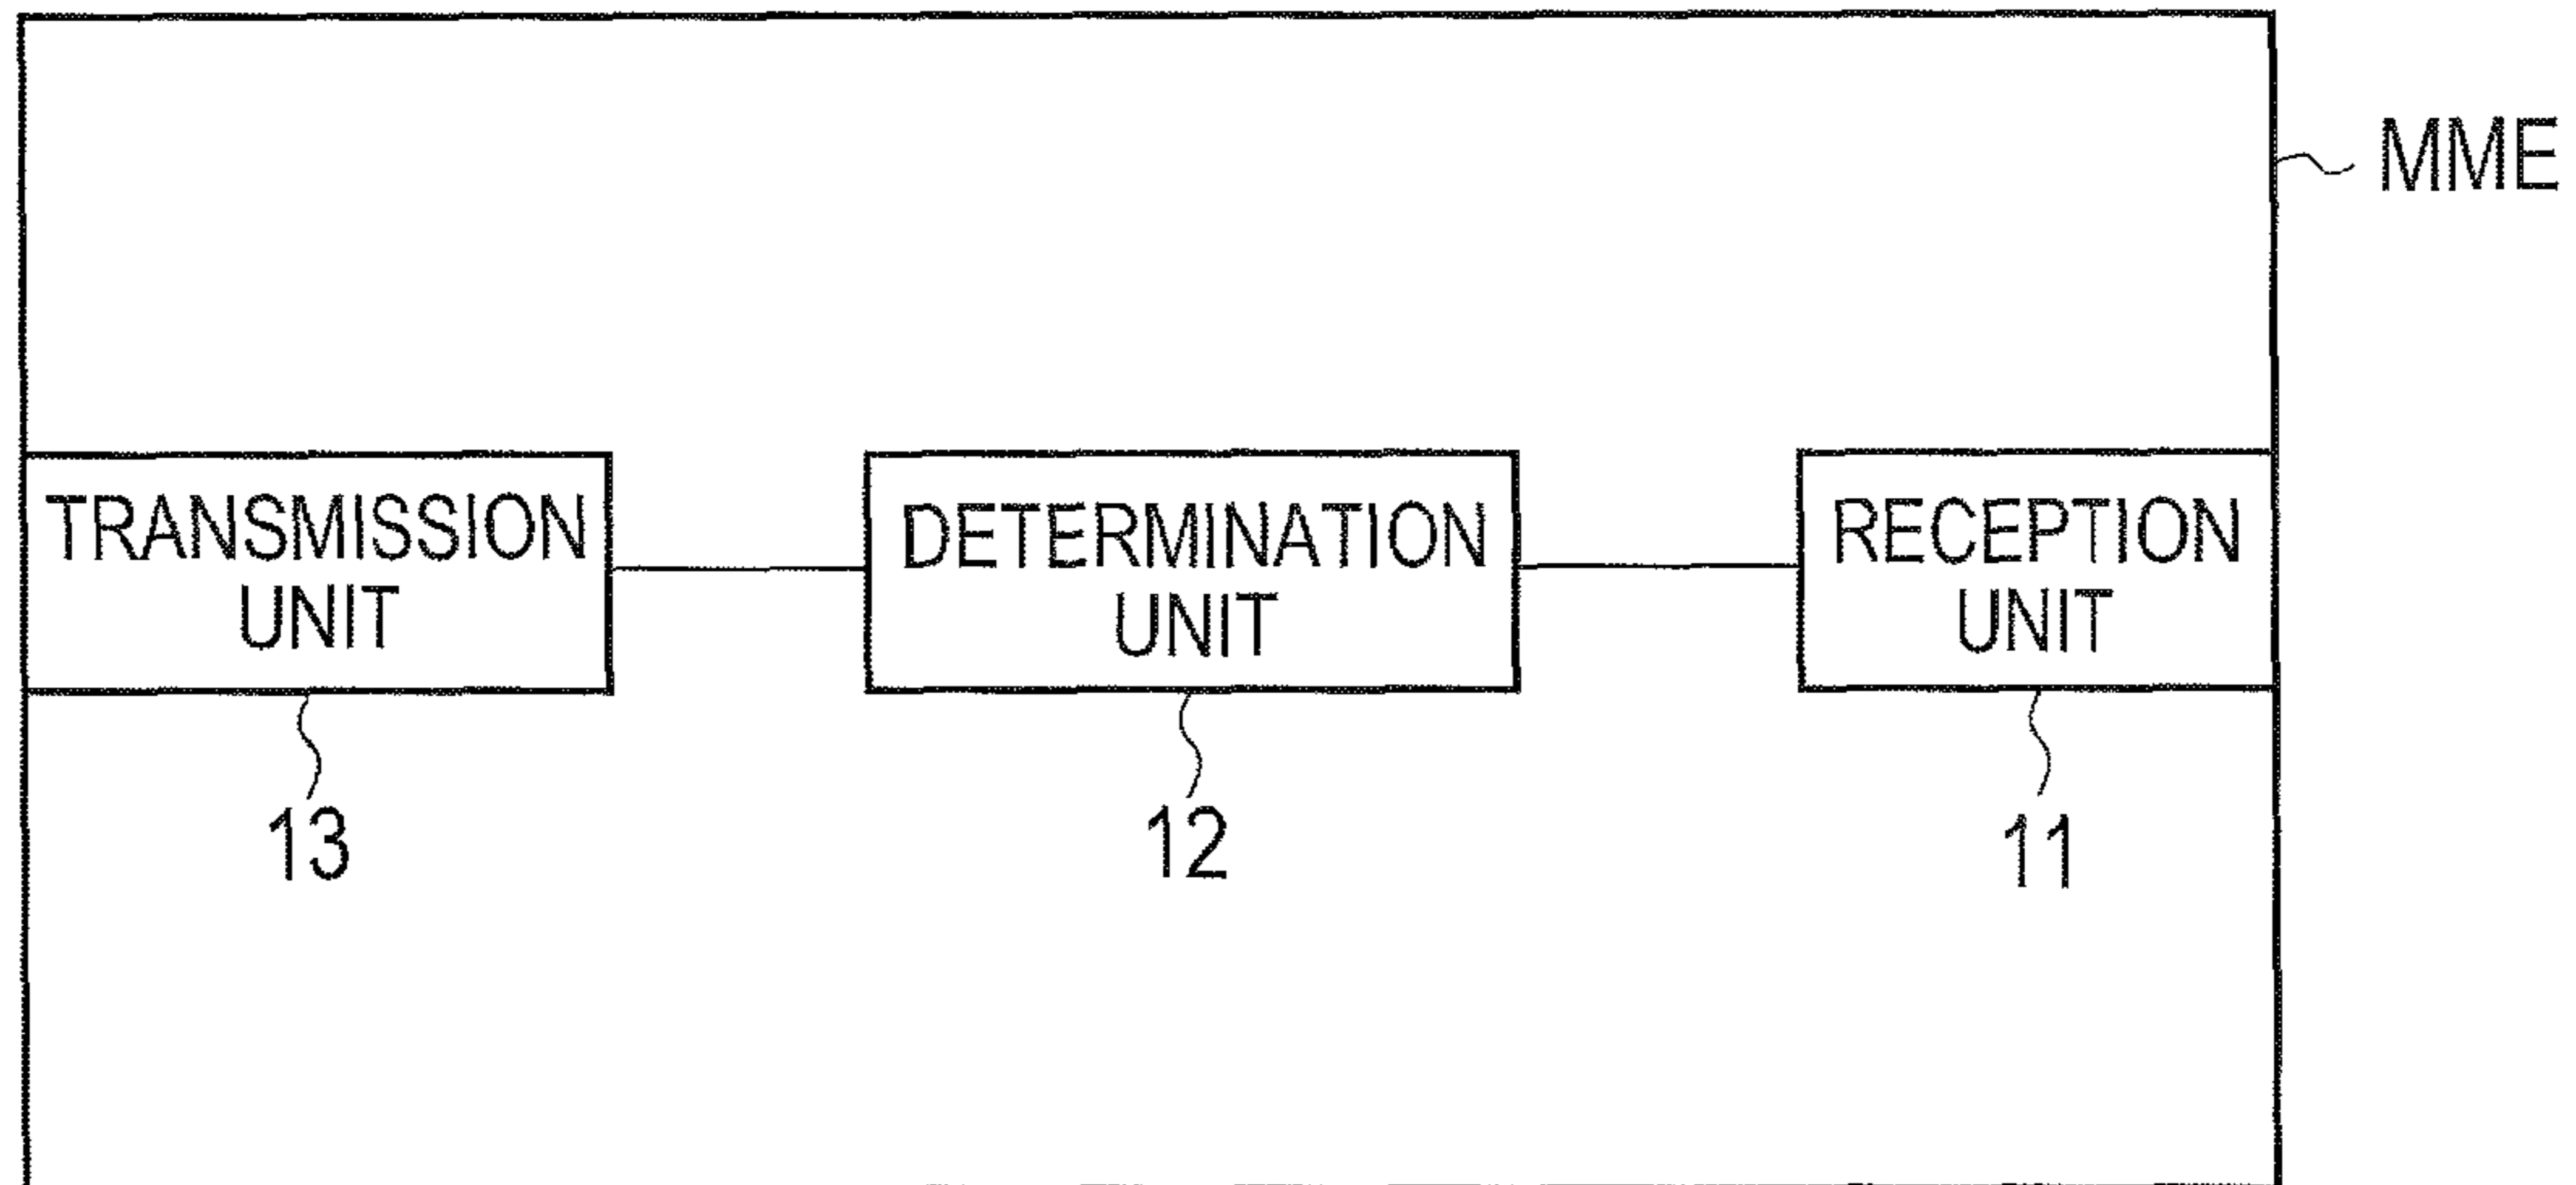 MME
TRANSMISSION
UNIT
DETERMINATION
UNIT
RECEPTION
UNIT
13
12
11